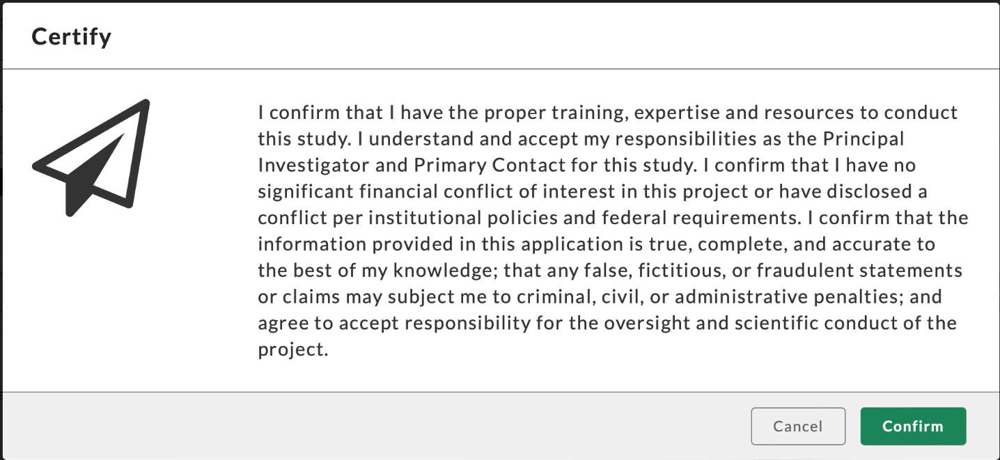 Certify
I confirm that I have the proper training, expertise and resources to conduct
this study. I understand and accept my responsibilities as the Principal
Investigator and Primary Contact for this study. I confirm that I have no
significant financial conflict of interest in this project or have disclosed a
conflict per institutional policies and federal requirements. I confirm that the
information provided in this application is true, complete, and accurate to
the best of my knowledge; that any false, fictitious, or fraudulent statements
or claims may subject me to criminal, civil, or administrative penalties; and
agree to accept responsibility for the oversight and scientific conduct of the
project.
Cancel
Confirm